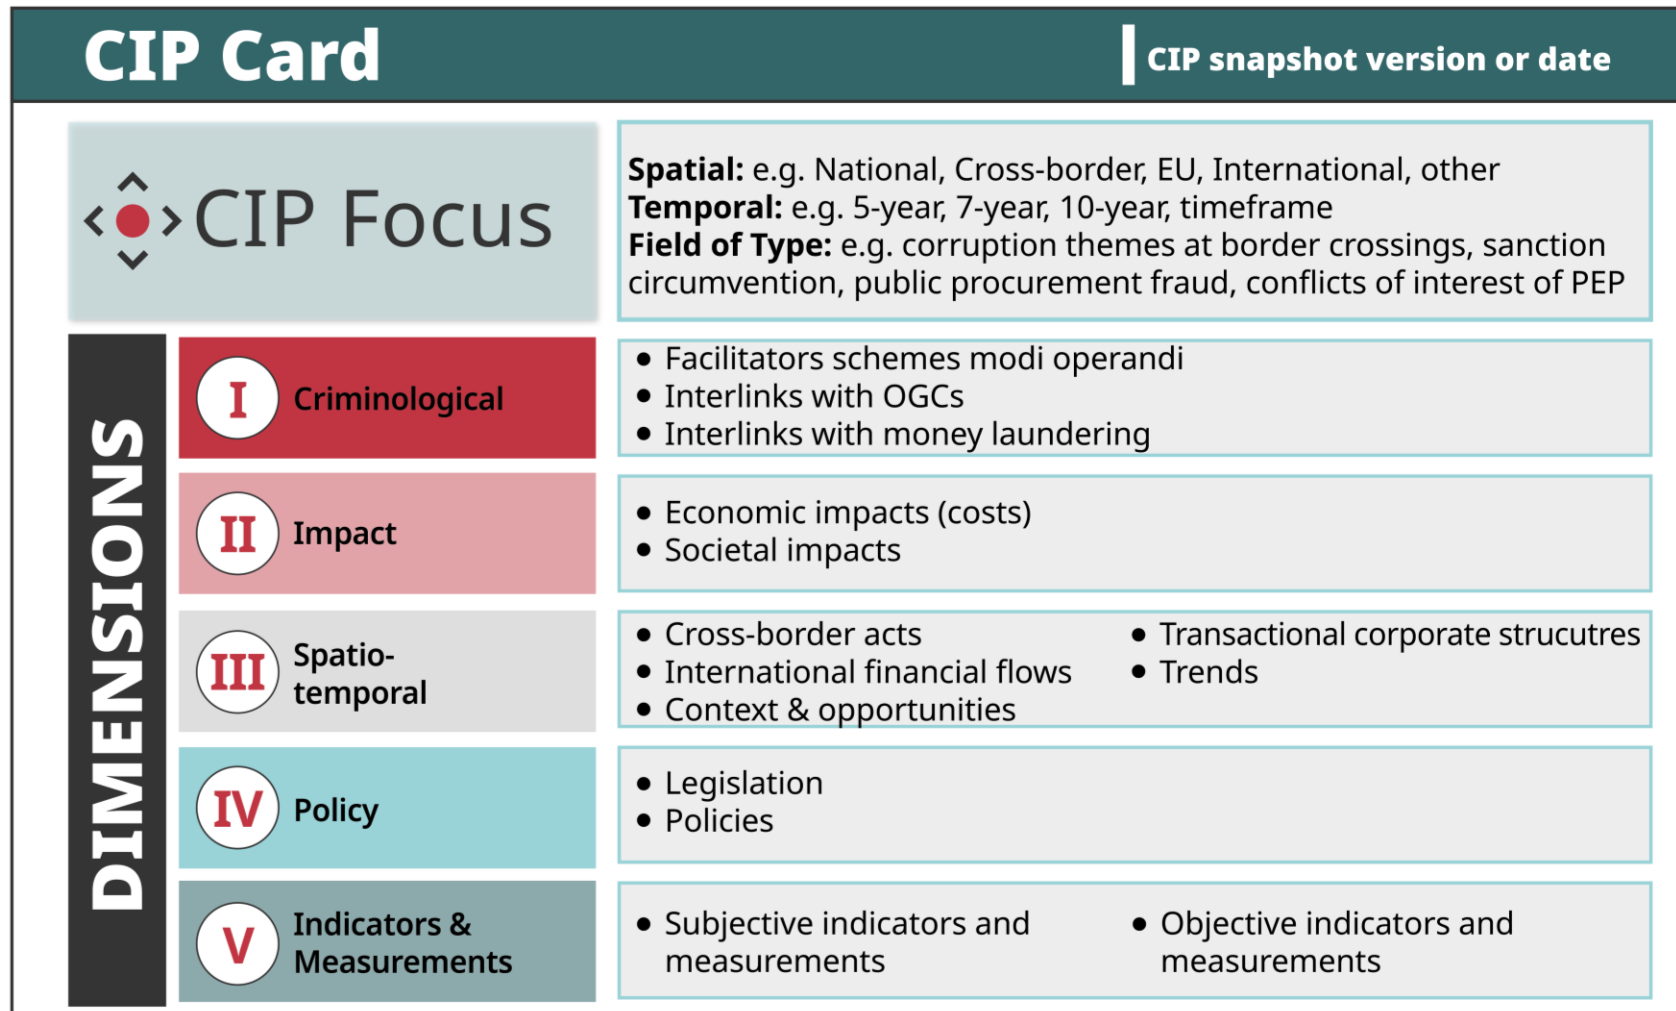 CIP Card
CIP snapshot version or date
CIP Focus
Spatial: e.g. National, Cross-border, EU, International, other
Temporal: e.g. 5-year, 7-year, 10-year, timeframe
Field of Type: e.g. corruption themes at border crossings, sanction
circumvention, public procurement fraud, conflicts of interest of PEP
DIMENSIONS
I
Criminological
• Facilitators schemes modi operandi
• Interlinks with OGCs
• Interlinks with money laundering
II
Impact
• Economic impacts (costs)
• Societal impacts
III
Spatio-
temporal
• Cross-border acts
• International financial flows
• Context & opportunities
• Transactional corporate strucutres
• Trends
IV
Policy
• Legislation
• Policies
V
Indicators &
Measurements
• Subjective indicators and
measurements
• Objective indicators and
measurements